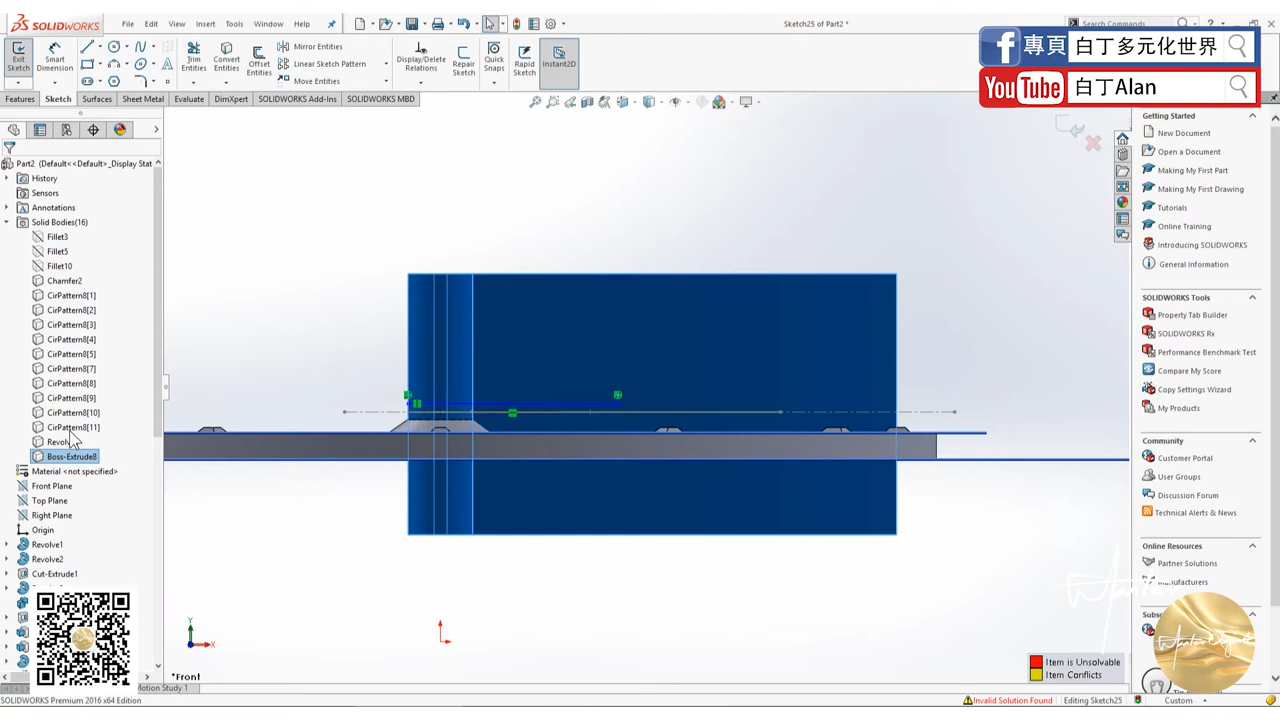 SOLIDWORKS
File
Edit
View
Insert
Tools
Window
Help
Sketch25 of Part2 *
Search Commands
Exit Sketch
Smart Dimension
Trim Entities
Convert Entities
Offset Entities
Mirror Entities
Linear Sketch Pattern
Move Entities
Display/Delete Relations
Repair Sketch
Quick Snaps
Rapid Sketch
Instant2D
專頁 白丁多元化世界
YouTube 白丁Alan
Features
Sketch
Surfaces
Sheet Metal
Evaluate
DimXpert
SOLIDWORKS Add-Ins
SOLIDWORKS MBD
Part2 (Default<<Default>_Display Stat
History
Sensors
Annotations
Solid Bodies(16)
Fillet3
Fillet5
Fillet10
Chamfer2
CirPattern8[1]
CirPattern8[2]
CirPattern8[3]
CirPattern8[4]
CirPattern8[5]
CirPattern8[7]
CirPattern8[8]
CirPattern8[9]
CirPattern8[10]
CirPattern8[11]
Boss-Extrude8
Material <not specified>
Front Plane
Top Plane
Right Plane
Origin
Revolve1
Revolve2
Cut-Extrude1
Y
X
*Front
Motion Study 1
SOLIDWORKS Premium 2016 x64 Edition
Getting Started
New Document
Open a Document
Making My First Part
Making My First Drawing
Tutorials
Online Training
Introducing SOLIDWORKS
General Information
SOLIDWORKS Tools
Property Tab Builder
SOLIDWORKS Rx
Performance Benchmark Test
Compare My Score
Copy Settings Wizard
My Products
Community
Customer Portal
User Groups
Discussion Forum
Technical Alerts & News
Online Resources
Partner Solutions
Manufacturers
Item is Unsolvable
Item Conflicts
Invalid Solution Found
Editing Sketch25
Custom